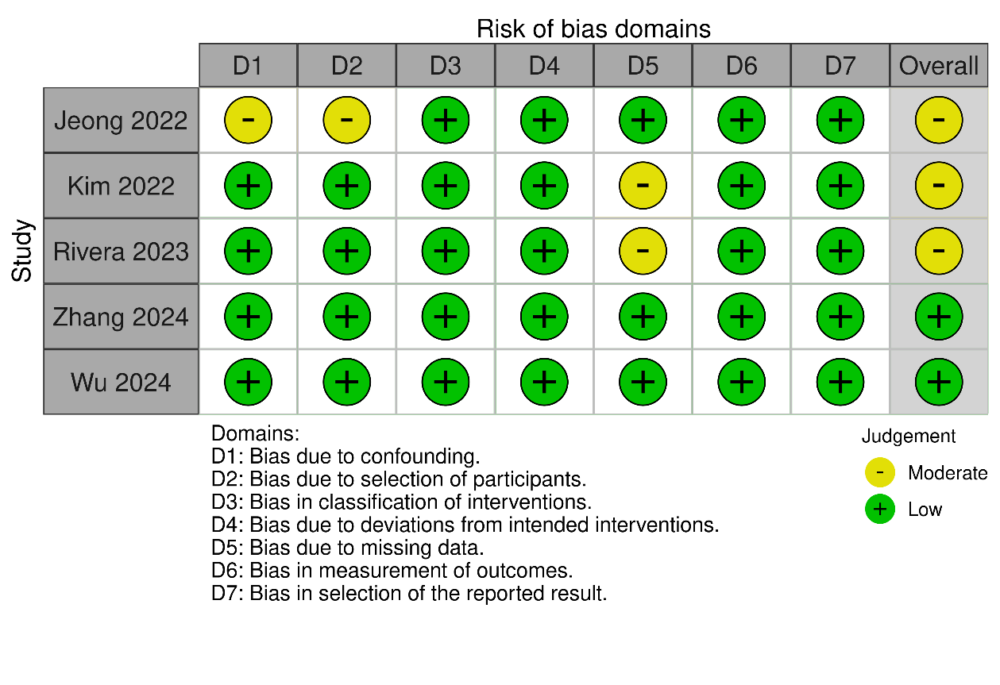 Risk of bias domains
D1 D2 D3 D4 D5 D6 D7 Overall
Study
Jeong 2022 - - + + + + + -
Kim 2022 + + + + - + + -
Rivera 2023 + + + + - + + -
Zhang 2024 + + + + + + + +
Wu 2024 + + + + + + + +
Domains:
D1: Bias due to confounding.
D2: Bias due to selection of participants.
D3: Bias in classification of interventions.
D4: Bias due to deviations from intended interventions.
D5: Bias due to missing data.
D6: Bias in measurement of outcomes.
D7: Bias in selection of the reported result.
Judgement
- Moderate
+ Low